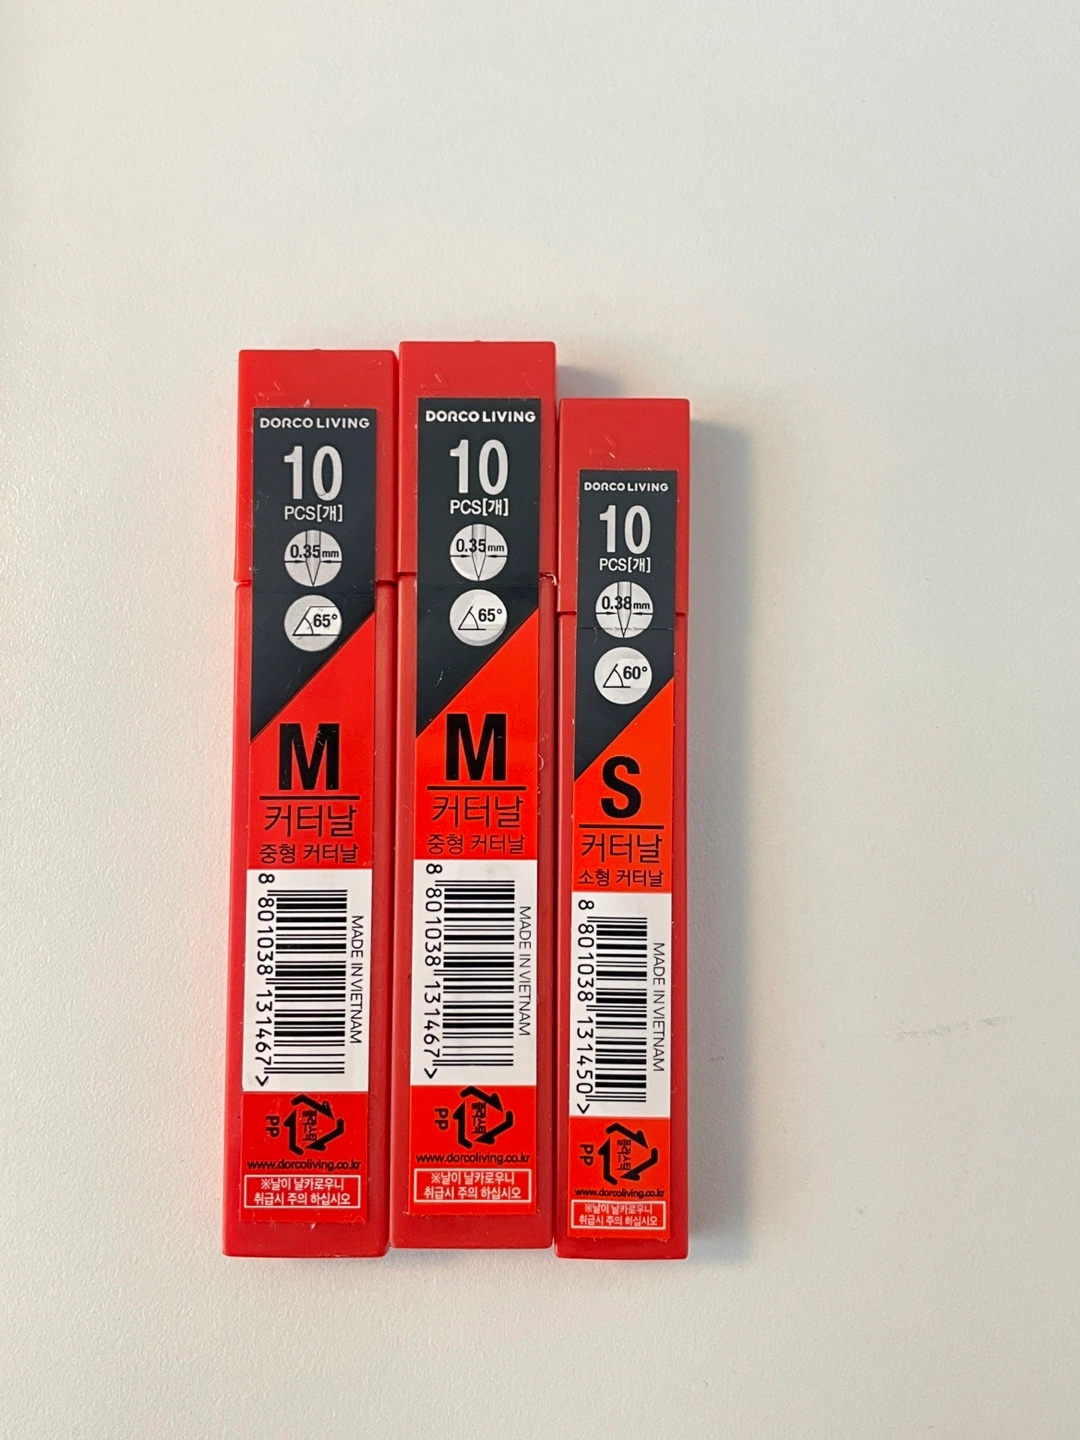 DORCO LIVING
10
PCS[개]
0.35mm
65°
M
커터날
중형 커터날
8 801038 131467 >
MADE IN VIETNAM
플라스틱
PP
www.dorcoliving.co.kr
※날이 날카로우니
취급시 주의 하십시오
DORCO LIVING
10
PCS[개]
0.35mm
65°
M
커터날
중형 커터날
8 801038 131467 >
MADE IN VIETNAM
플라스틱
PP
www.dorcoliving.co.kr
※날이 날카로우니
취급시 주의 하십시오
DORCO LIVING
10
PCS[개]
0.38mm
60°
S
커터날
소형 커터날
8 801038 131450 >
MADE IN VIETNAM
플라스틱
PP
www.dorcoliving.co.kr
※날이 날카로우니
취급시 주의 하십시오